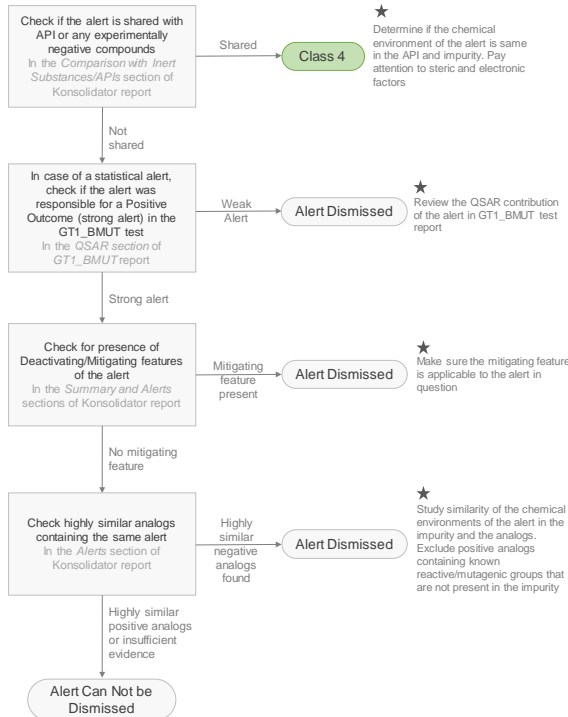 Check if the alert is shared with
API or any experimentally
negative compounds
In the Comparison with Inert
Substances/APIs section of
Konsolidator report
Shared
Class 4
★
Determine if the chemical
environment of the alert is same
in the API and impurity. Pay
attention to steric and electronic
factors
Not
shared
In case of a statistical alert,
check if the alert was
responsible for a Positive
Outcome (strong alert) in the
GT1_BMUT test
In the QSAR section of
GT1_BMUT report
Weak
Alert
Alert Dismissed
★
Review the QSAR contribution
of the alert in GT1_BMUT test
report
Strong alert
Check for presence of
Deactivating/Mitigating features
of the alert
In the Summary and Alerts
sections of Konsolidator report
Mitigating
feature
present
Alert Dismissed
★
Make sure the mitigating feature
is applicable to the alert in
question
No mitigating
feature
Check highly similar analogs
containing the same alert
In the Alerts section of
Konsolidator report
Highly
similar
negative
analogs
found
Alert Dismissed
★
Study similarity of the chemical
environments of the alert in the
impurity and the analogs.
Exclude positive analogs
containing known
reactive/mutagenic groups that
are not present in the impurity
Highly similar
positive analogs
or insufficient
evidence
Alert Can Not be
Dismissed